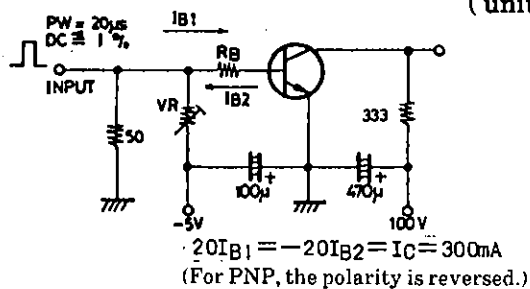 (unit
PW = 20µs
DC ≦ 1 %
IB1
RB
IB2
INPUT
VR
50
333
100µ
+
470µ
+
-5V
100V
20IB1 = -20IB2 = IC = 300mA
(For PNP, the polarity is reversed.)